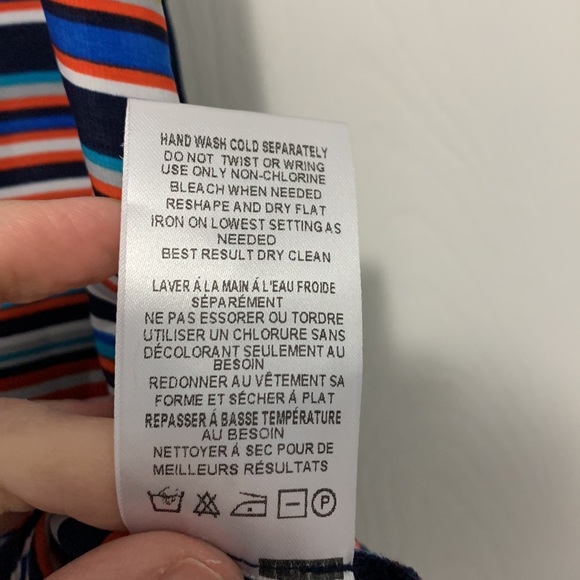 HAND WASH COLD SEPARATELY
DO NOT TWIST OR WRING
USE ONLY NON-CHLORINE
BLEACH WHEN NEEDED
RESHAPE AND DRY FLAT
IRON ON LOWEST SETTING AS
NEEDED
BEST RESULT DRY CLEAN
LAVER Á LA MAIN Á L'EAU FROIDE
SÉPARÉMENT
NE PAS ESSORER OU TORDRE
UTILISER UN CHLORURE SANS
DÉCOLORANT SEULEMENT AU
BESOIN
REDONNER AU VÊTEMENT SA
FORME ET SÉCHER Á PLAT
REPASSER Á BASSE TEMPÉRATURE
AU BESOIN
NETTOYER Á SEC POUR DE
MEILLEURS RÉSULTATS
P